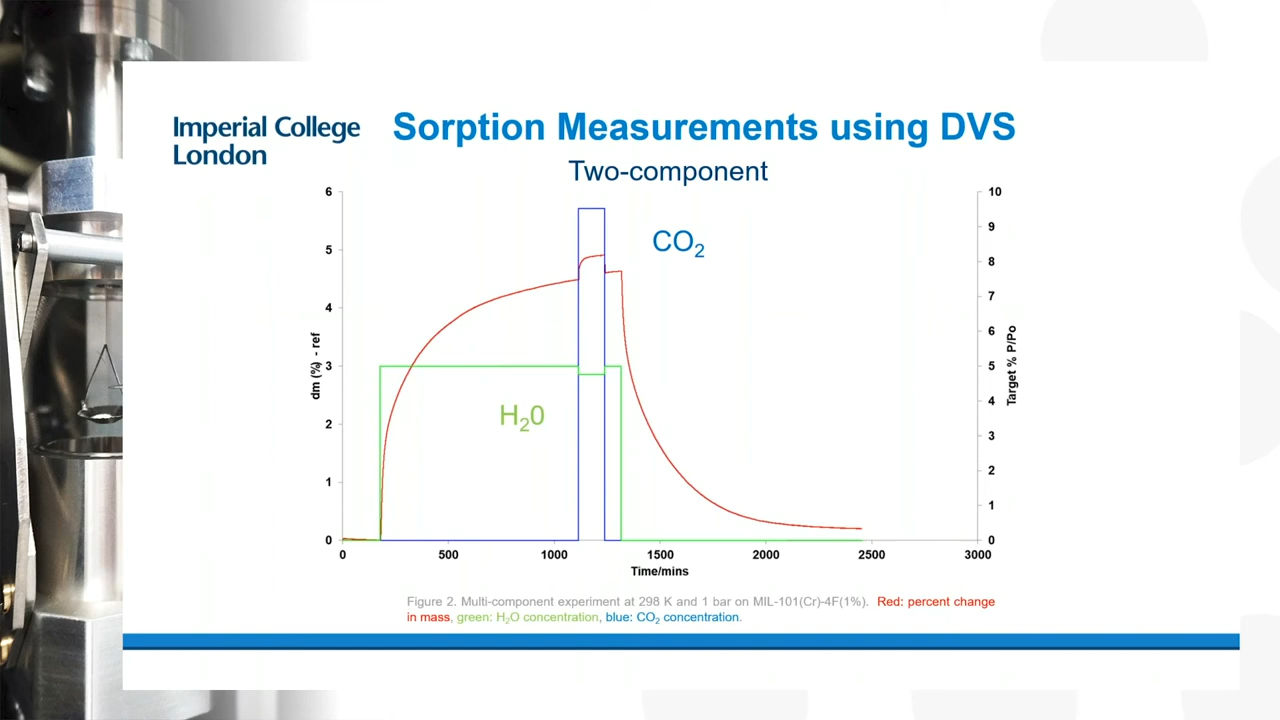 Imperial College
London
Sorption Measurements using DVS
Two-component
6
5
4
3
2
1
0
dm (%) - ref
10
9
8
7
6
5
4
3
2
1
0
Target % P/Po
CO₂
H₂0
0 500 1000 1500 2000 2500 3000
Time/mins
Figure 2. Multi-component experiment at 298 K and 1 bar on MIL-101(Cr)-4F(1%). Red: percent change
in mass, green: H₂O concentration, blue: CO₂ concentration.